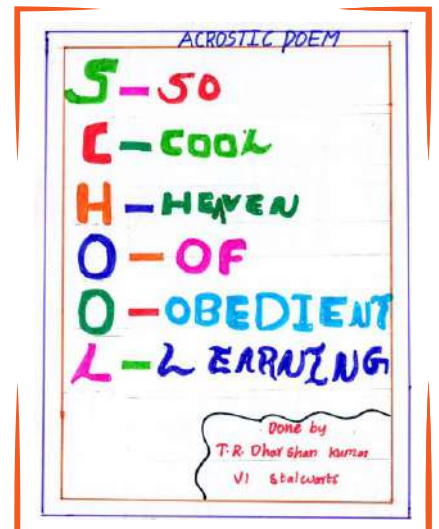 ACROSTIC POEM
S - SO
C - COOL
H - HEAVEN
O - OF
O - OBEDIENT
L - LEARNING
Done by
T.R. Dharshan Kumar
VI Stalwarts